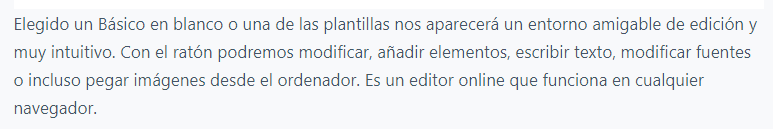 Elegido un Básico en blanco o una de las plantillas nos aparecerá un entorno amigable de edición y
muy intuitivo. Con el ratón podremos modificar, añadir elementos, escribir texto, modificar fuentes
o incluso pegar imágenes desde el ordenador. Es un editor online que funciona en cualquier
navegador.